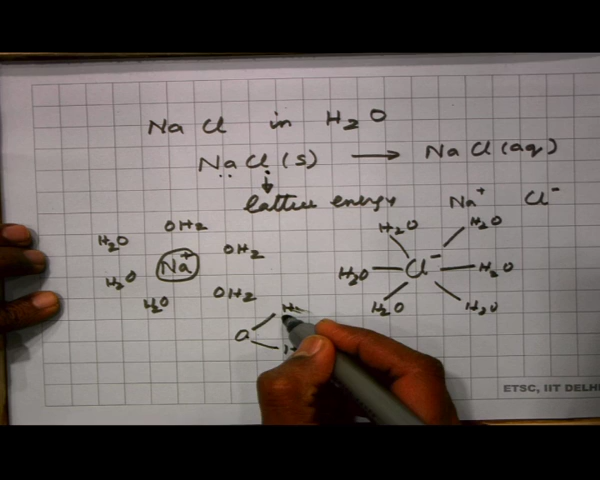 NaCl in H2O
NaCl(s) → NaCl(aq)
lattice energy Na+ Cl-
OH2 H2O H2O
H2O OH2
Na+ Cl-
H2O H2O H2O
H2O OH2 H2O H2O
O H
ETSC, IIT DELHI